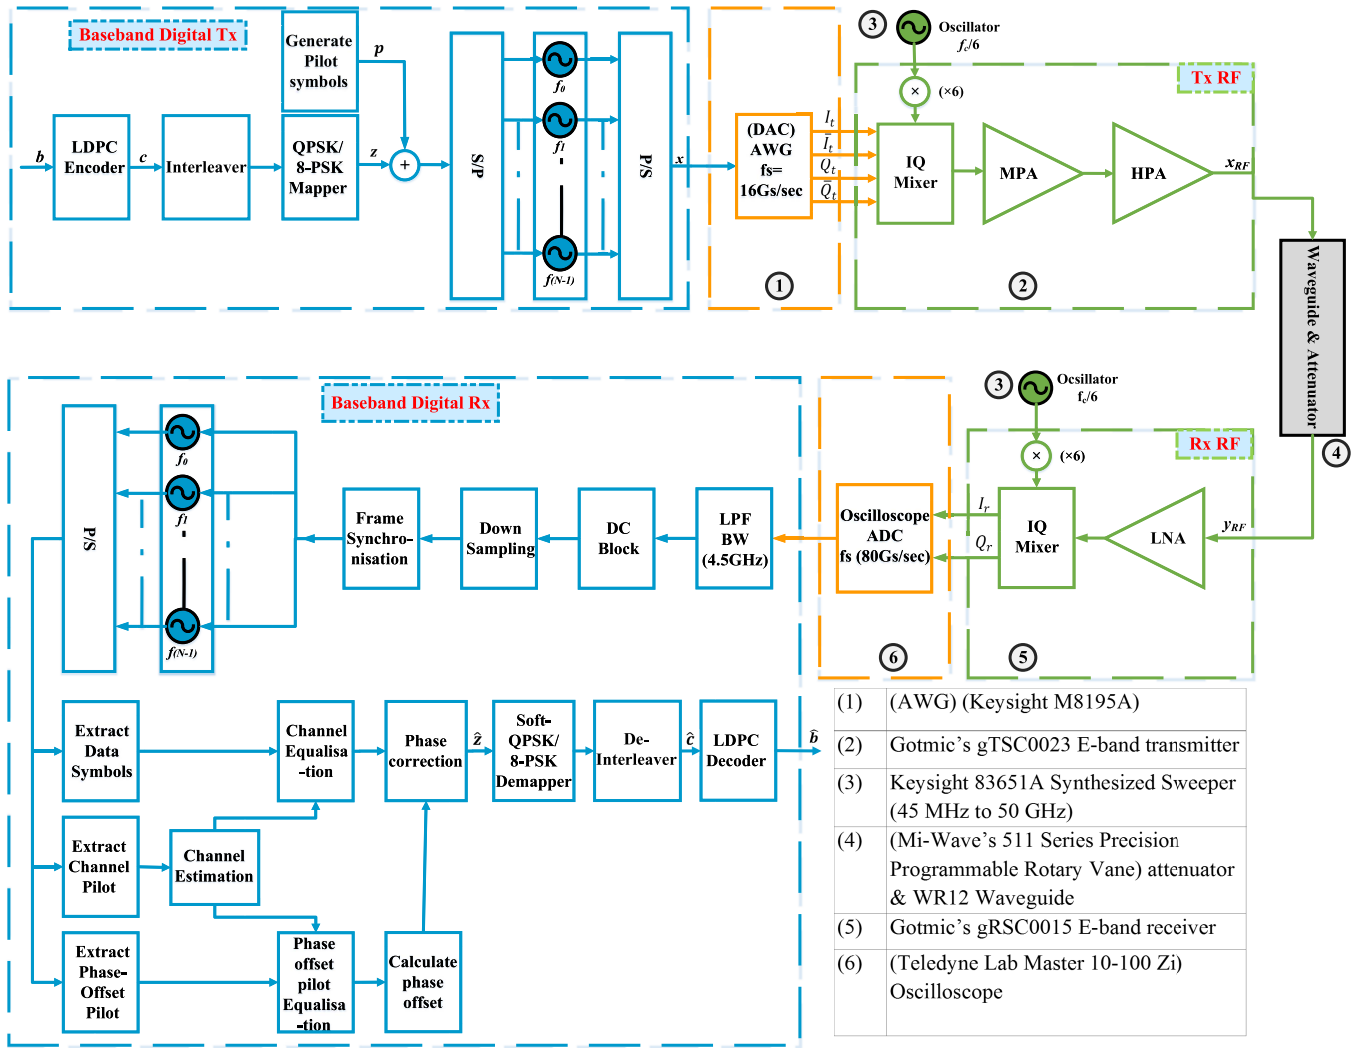 Baseband Digital Tx
Generate
Pilot
symbols
p
b
LDPC
Encoder
c
Interleaver
QPSK/
8-PSK
Mapper
z
+
S/P
f0
f1
f(N-1)
P/S
x
(DAC)
AWG
fs=
16Gs/sec
1
It
I̅t
Qt
Q̅t
3
Oscillator
fc/6
×
(×6)
Tx RF
IQ
Mixer
MPA
HPA
xRF
2
Waveguide & Attenuator
4
Baseband Digital Rx
P/S
f0
f1
f(N-1)
Frame
Synchro-
nisation
Down
Sampling
DC
Block
LPF
BW
(4.5GHz)
Oscilloscope
ADC
fs (80Gs/sec)
6
Ir
Qr
3
Ocsillator
fc/6
×
(×6)
Rx RF
IQ
Mixer
LNA
yRF
5
Extract
Data
Symbols
Channel
Equalisa
-tion
Phase
correction
ẑ
Soft-
QPSK/
8-PSK
Demapper
De-
Interleaver
ĉ
LDPC
Decoder
b̂
Extract
Channel
Pilot
Channel
Estimation
Extract
Phase-
Offset
Pilot
Phase
offset
pilot
Equalisa
-tion
Calculate
phase
offset
(1) (AWG) (Keysight M8195A)
(2) Gotmic's gTSC0023 E-band transmitter
(3) Keysight 83651A Synthesized Sweeper
(45 MHz to 50 GHz)
(4) (Mi-Wave's 511 Series Precision
Programmable Rotary Vane) attenuator
& WR12 Waveguide
(5) Gotmic's gRSC0015 E-band receiver
(6) (Teledyne Lab Master 10-100 Zi)
Oscilloscope